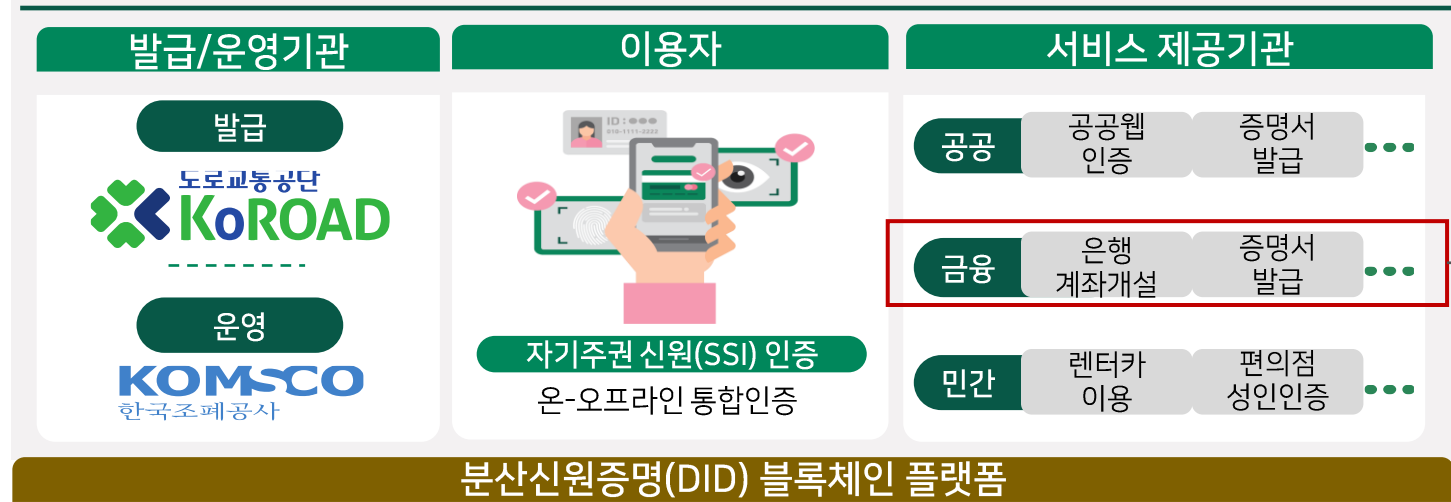 발급/운영기관
이용자
서비스 제공기관
발급
도로교통공단
KoROAD
운영
KOMSCO
한국조폐공사
ID : ●●●
010-1111-2222
자기주권 신원(SSI) 인증
온-오프라인 통합인증
공공
공공웹
인증
증명서
발급
금융
은행
계좌개설
증명서
발급
민간
렌터카
이용
편의점
성인인증
분산신원증명(DID) 블록체인 플랫폼